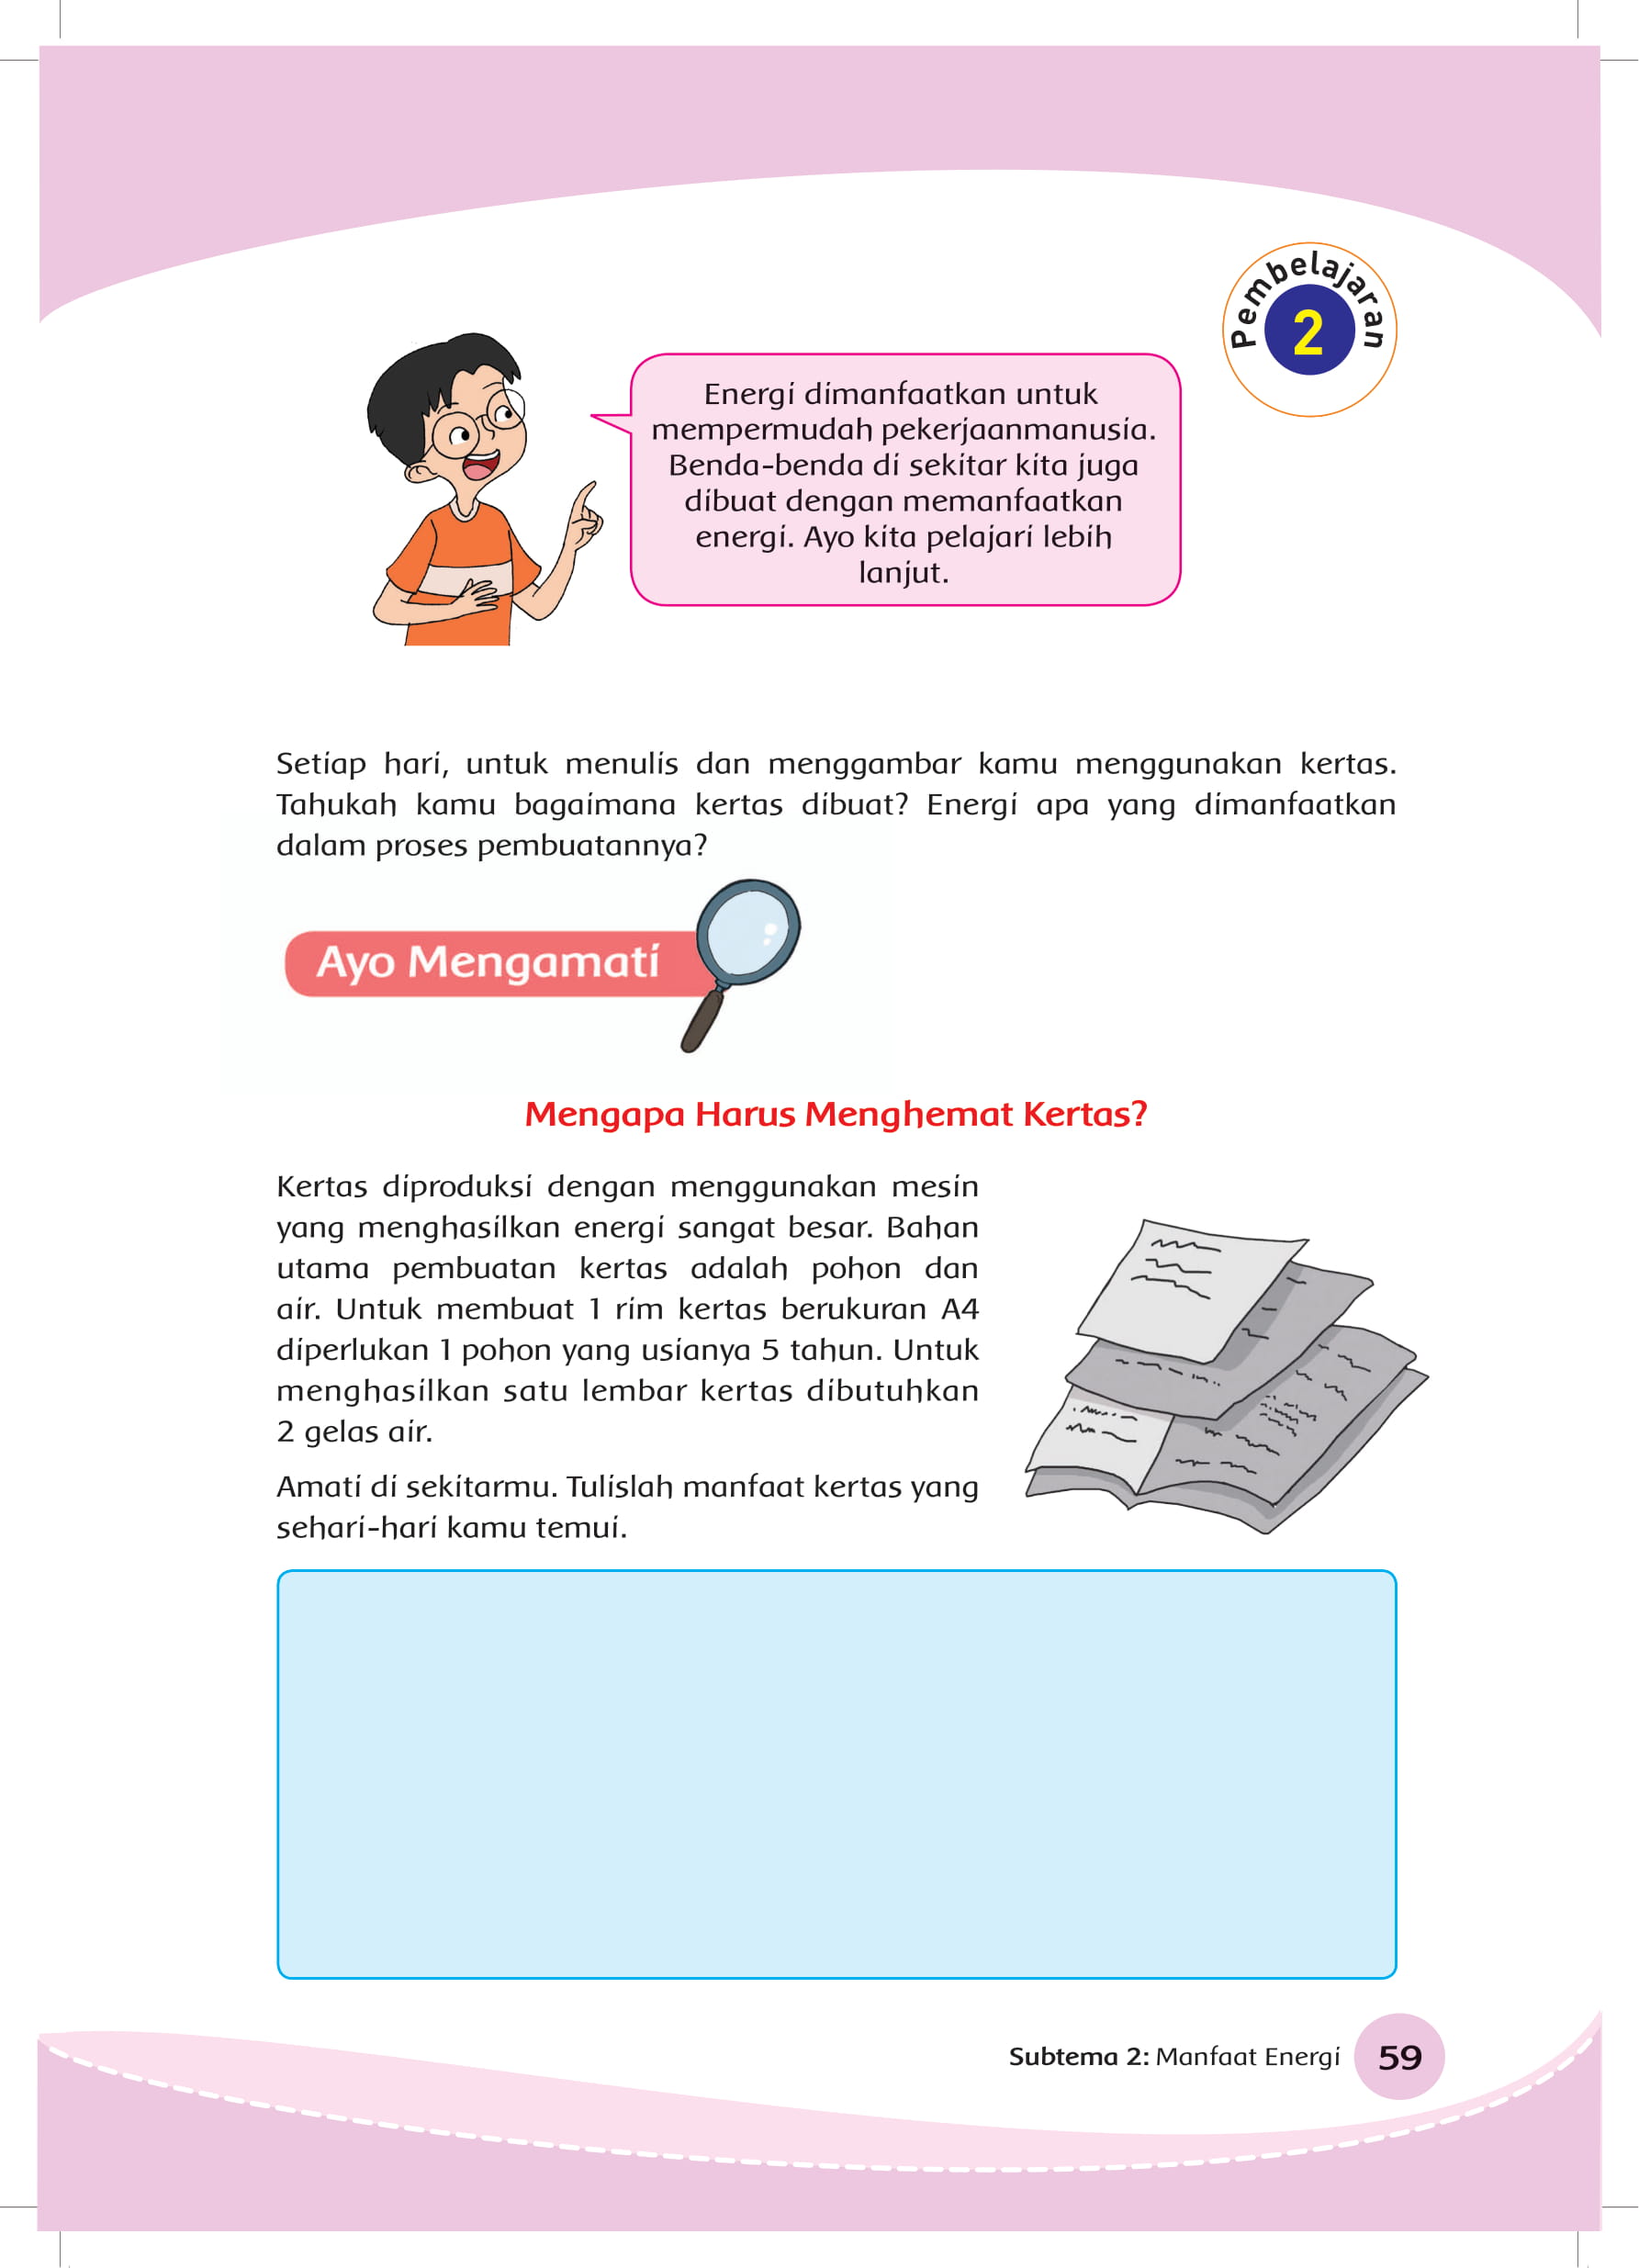 Pembelajaran
2
Energi dimanfaatkan untuk
mempermudah pekerjaanmanusia.
Benda-benda di sekitar kita juga
dibuat dengan memanfaatkan
energi. Ayo kita pelajari lebih
lanjut.
Setiap hari, untuk menulis dan menggambar kamu menggunakan kertas.
Tahukah kamu bagaimana kertas dibuat? Energi apa yang dimanfaatkan
dalam proses pembuatannya?
Ayo Mengamati
Mengapa Harus Menghemat Kertas?
Kertas diproduksi dengan menggunakan mesin
yang menghasilkan energi sangat besar. Bahan
utama pembuatan kertas adalah pohon dan
air. Untuk membuat 1 rim kertas berukuran A4
diperlukan 1 pohon yang usianya 5 tahun. Untuk
menghasilkan satu lembar kertas dibutuhkan
2 gelas air.
Amati di sekitarmu. Tulislah manfaat kertas yang
sehari-hari kamu temui.
Subtema 2: Manfaat Energi
59